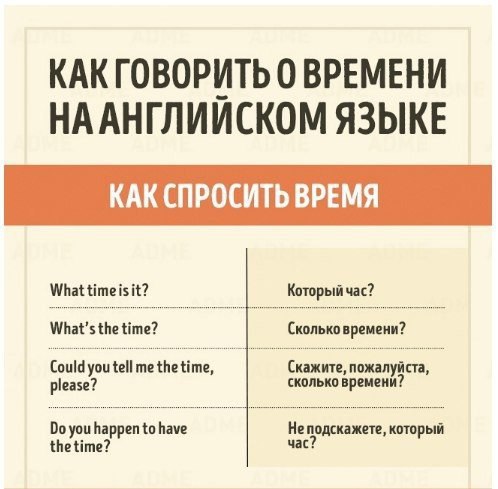 КАК ГОВОРИТЬ О ВРЕМЕНИ
НА АНГЛИЙСКОМ ЯЗЫКЕ
КАК СПРОСИТЬ ВРЕМЯ
What time is it?
Который час?
What's the time?
Сколько времени?
Could you tell me the time,
please?
Скажите, пожалуйста,
сколько времени?
Do you happen to have
the time?
Не подскажете, который
час?